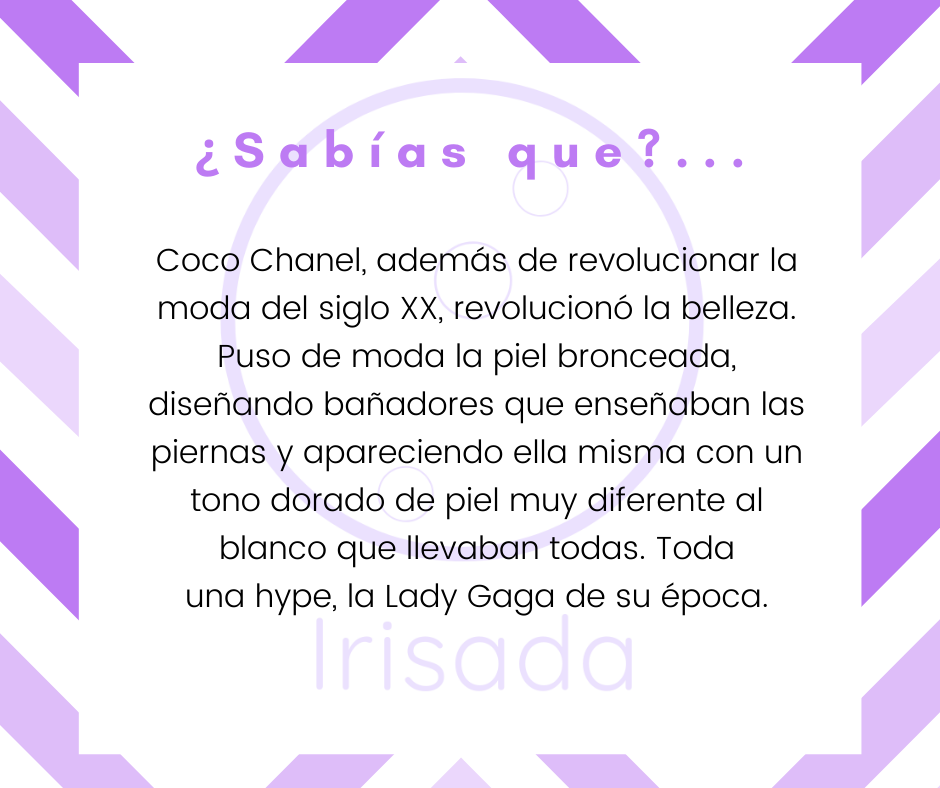 ¿Sabías que?...
Coco Chanel, además de revolucionar la
moda del siglo XX, revolucionó la belleza.
Puso de moda la piel bronceada,
diseñando bañadores que enseñaban las
piernas y apareciendo ella misma con un
tono dorado de piel muy diferente al
blanco que llevaban todas. Toda
una hype, la Lady Gaga de su época.
Irisada